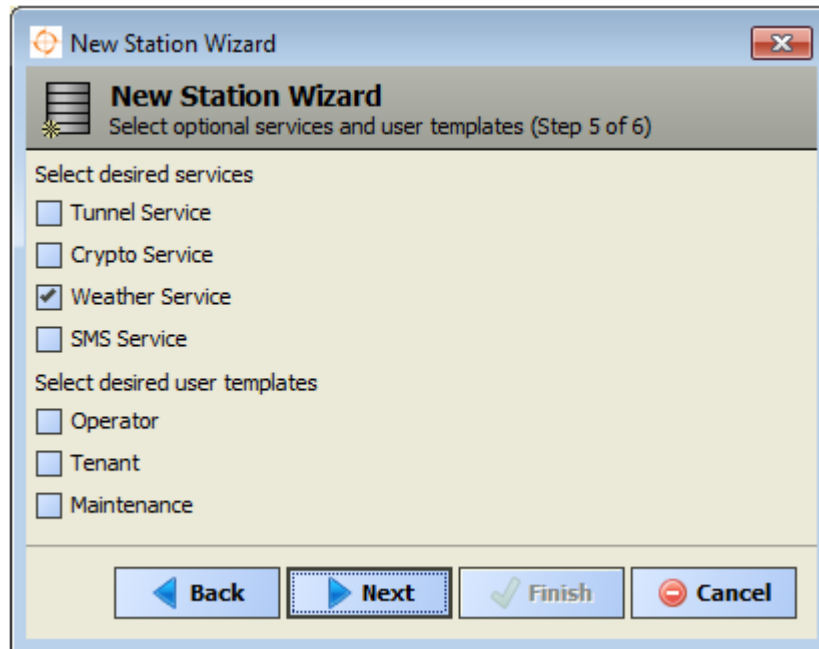 New Station Wizard
New Station Wizard
Select optional services and user templates (Step 5 of 6)
Select desired services
Tunnel Service
Crypto Service
Weather Service
SMS Service
Select desired user templates
Operator
Tenant
Maintenance
Back Next Finish Cancel